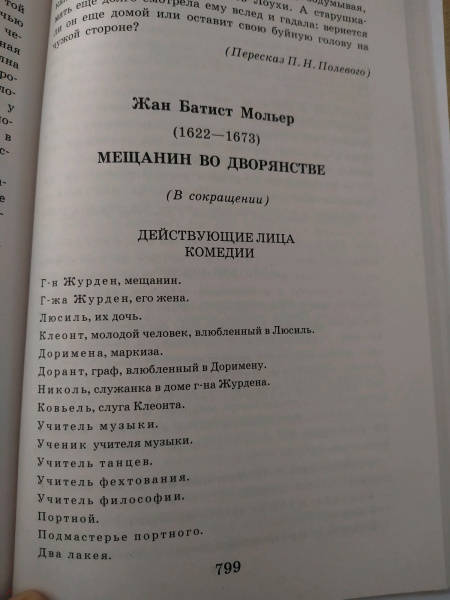 той
ка
Лоухи. А старушка-
мать еще долго смотрела ему вслед и гадала: вернется
ли он еще домой или оставит свою буйную голову на
чужой стороне?
(Пересказ П. Н. Полевого)
Жан Батист Мольер
(1622—1673)
МЕЩАНИН ВО ДВОРЯНСТВЕ
(В сокращении)
ДЕЙСТВУЮЩИЕ ЛИЦА
КОМЕДИИ
Г-н Журден, мещанин.
Г-жа Журден, его жена.
Люсиль, их дочь.
Клеонт, молодой человек, влюбленный в Люсиль.
Доримена, маркиза.
Дорант, граф, влюбленный в Доримену.
Николь, служанка в доме г-на Журдена.
Ковьель, слуга Клеонта.
Учитель музыки.
Ученик учителя музыки.
Учитель танцев.
Учитель фехтования.
Учитель философии.
Портной.
Подмастерье портного.
Два лакея.
799